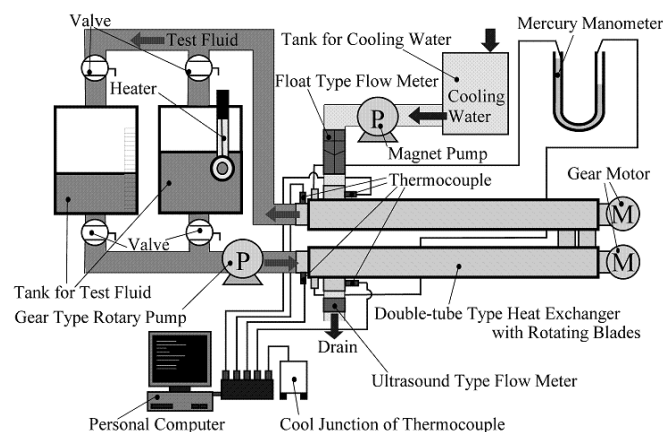 Valve
Test Fluid
Tank for Cooling Water
Mercury Manometer
Heater
Float Type Flow Meter
Cooling
Water
P
Magnet Pump
Thermocouple
Gear Motor
M
Valve
P
M
Tank for Test Fluid
Gear Type Rotary Pump
Double-tube Type Heat Exchanger
with Rotating Blades
Drain
Ultrasound Type Flow Meter
Personal Computer
Cool Junction of Thermocouple